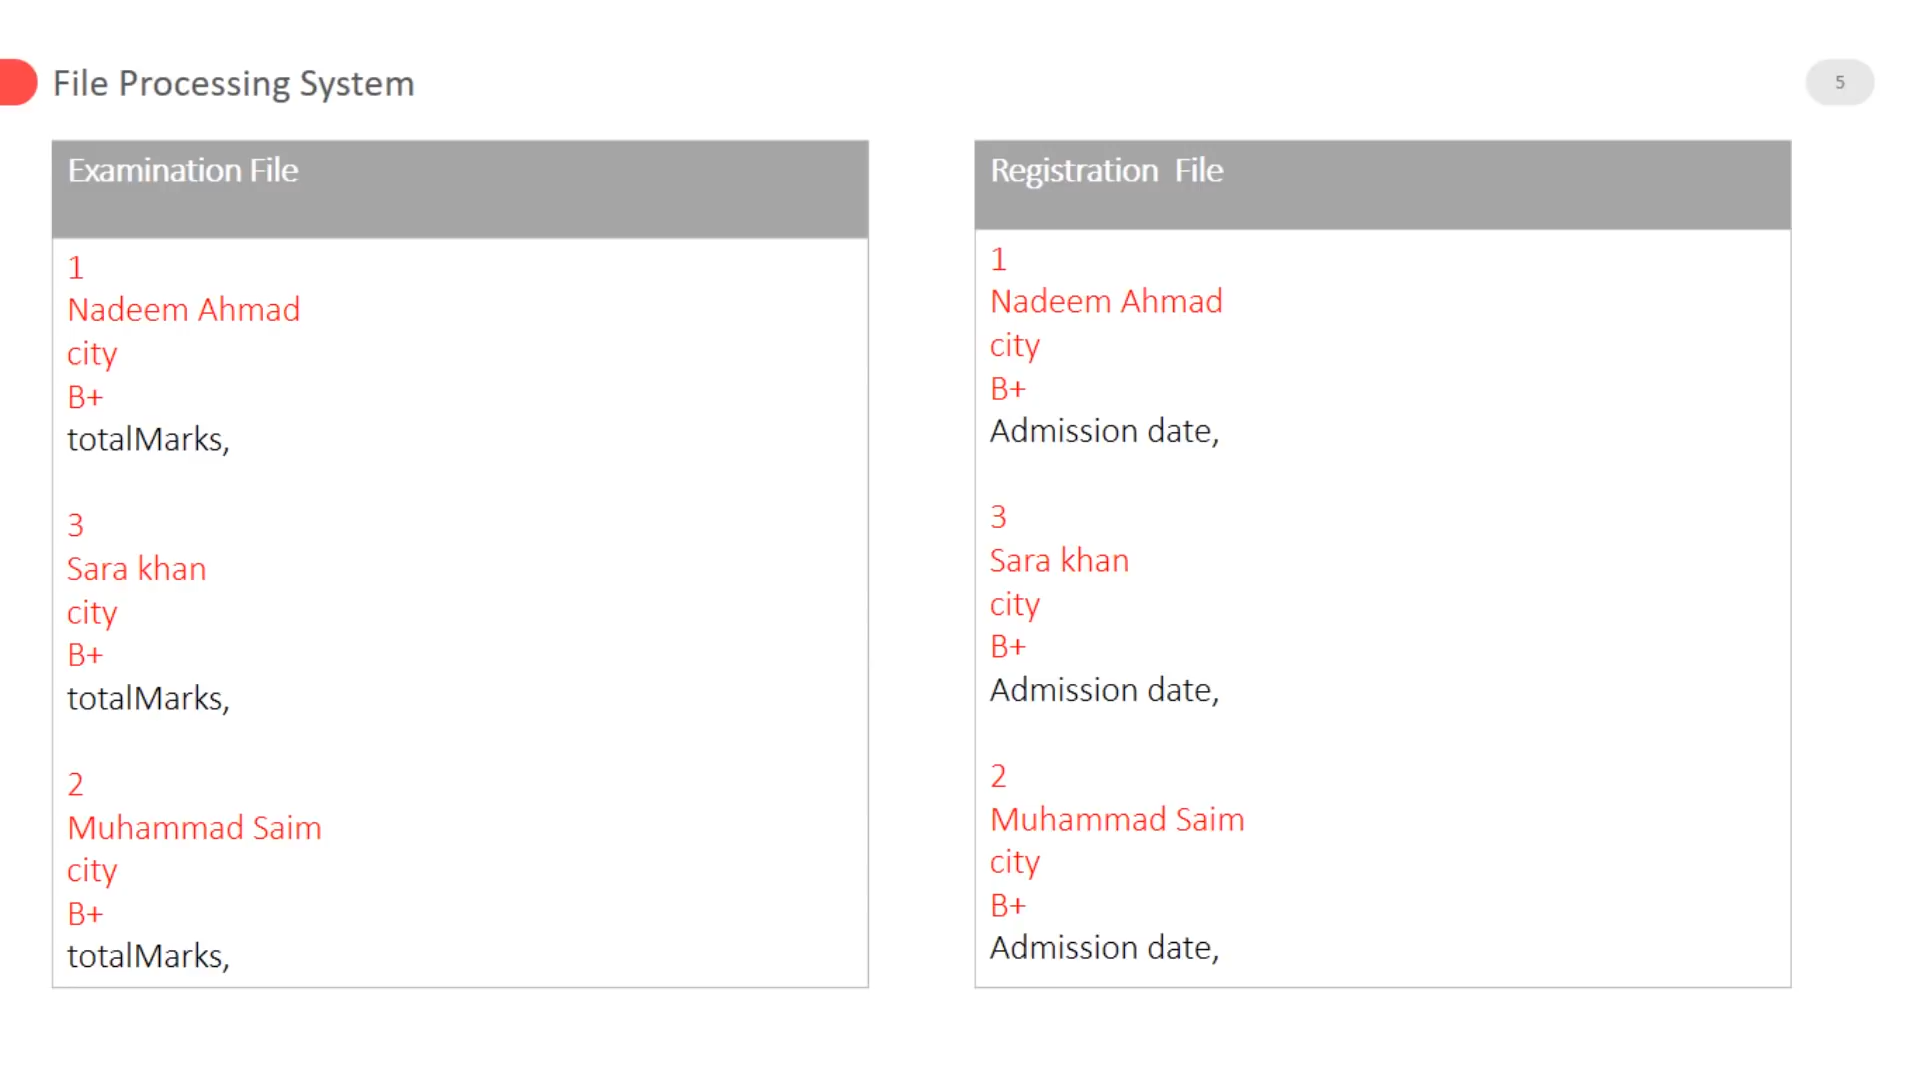 File Processing System
5
Examination File
1
Nadeem Ahmad
city
B+
totalMarks,
3
Sara khan
city
B+
totalMarks,
2
Muhammad Saim
city
B+
totalMarks,
Registration  File
1
Nadeem Ahmad
city
B+
Admission date,
3
Sara khan
city
B+
Admission date,
2
Muhammad Saim
city
B+
Admission date,